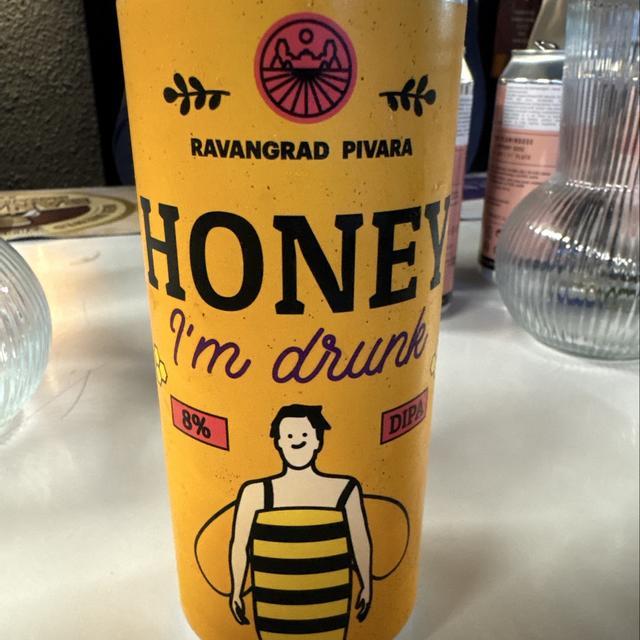 RAVANGRAD PIVARA
HONEY
I'm drunk
8%
DIPA